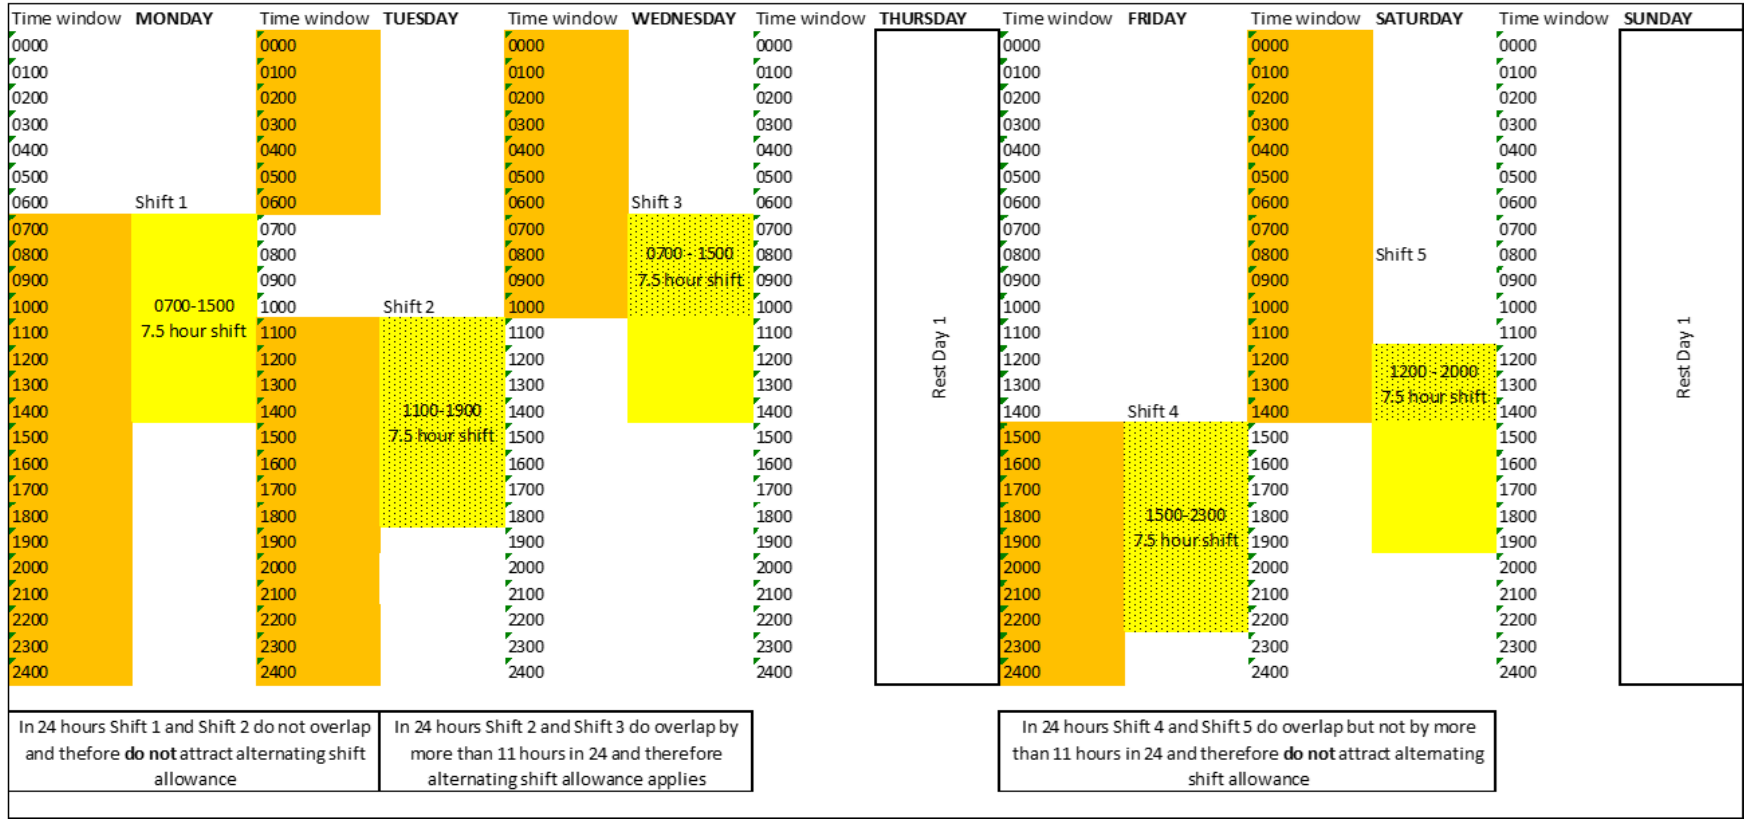 Time window MONDAY Time window TUESDAY Time window WEDNESDAY Time window THURSDAY Time window FRIDAY Time window SATURDAY Time window SUNDAY
0000 0000 0000 0000 0000 0000 0000
0100 0100 0100 0100 0100 0100 0100
0200 0200 0200 0200 0200 0200 0200
0300 0300 0300 0300 0300 0300 0300
0400 0400 0400 0400 0400 0400 0400
0500 0500 0500 0500 0500 0500 0500
0600 Shift 1 0600 0600 Shift 3 0600 0600 0600 0600
0700 0700 0700 0700 0700 0700 0700
0800 0800 0800 0700 - 1500 0800 0800 0800 Shift 5 0800
0900 0900 0900 7.5 hour shift 0900 0900 0900 0900
1000 0700-1500 1000 Shift 2 1000 1000 1000 1000 1000
1100 7.5 hour shift 1100 1100 1100 1100 1100 1100
1200 1200 1200 1200 Rest Day 1 1200 1200 1200 - 2000 1200 Rest Day 1
1300 1300 1300 1300 1300 1300 7.5 hour shift 1300
1400 1400 1100-1900 1400 1400 1400 Shift 4 1400 1400
1500 1500 7.5 hour shift 1500 1500 1500 1500 1500
1600 1600 1600 1600 1600 1600 1600
1700 1700 1700 1700 1700 1700 1700
1800 1800 1800 1800 1800 1500-2300 1800 1800
1900 1900 1900 1900 1900 7.5 hour shift 1900 1900
2000 2000 2000 2000 2000 2000 2000
2100 2100 2100 2100 2100 2100 2100
2200 2200 2200 2200 2200 2200 2200
2300 2300 2300 2300 2300 2300 2300
2400 2400 2400 2400 2400 2400 2400
In 24 hours Shift 1 and Shift 2 do not overlap
and thefore do not attract alternating shift
allowance
In 24 hours Shift 2 and Shift 3 do overlap by
more than 11 hours in 24 and therefore
alternating shift allowance applies
In 24 hours Shift 4 and Shift 5 do overlap but not by more
than 11 hours in 24 and therefore do not attract alternating
shift allowance